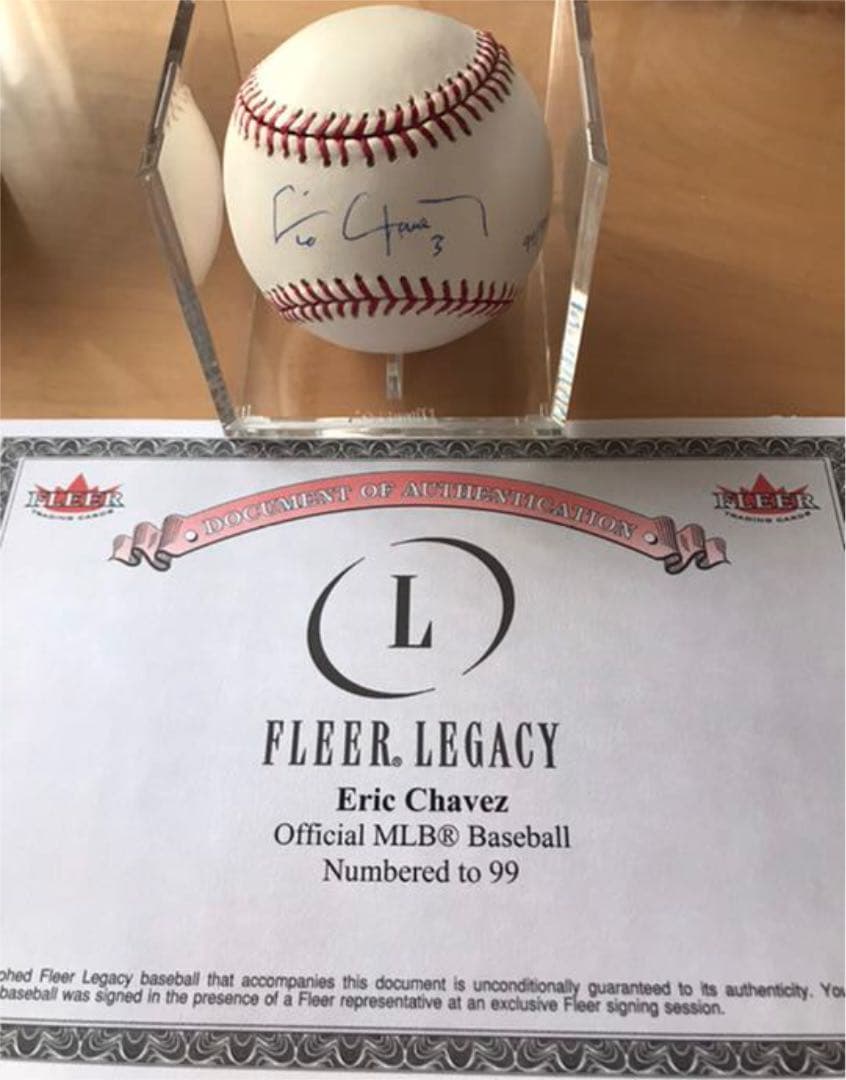 Eric Chavez 3
FLEER TRADING CARDS
DOCUMENT OF AUTHENTICATION
FLEER TRADING CARDS
L
FLEER® LEGACY
Eric Chavez
Official MLB® Baseball
Numbered to 99
ohed Fleer Legacy baseball that accompanies this document is unconditionally guaranteed to its authenticity. You
baseball was signed in the presence of a Fleer representative at an exclusive Fleer signing session.